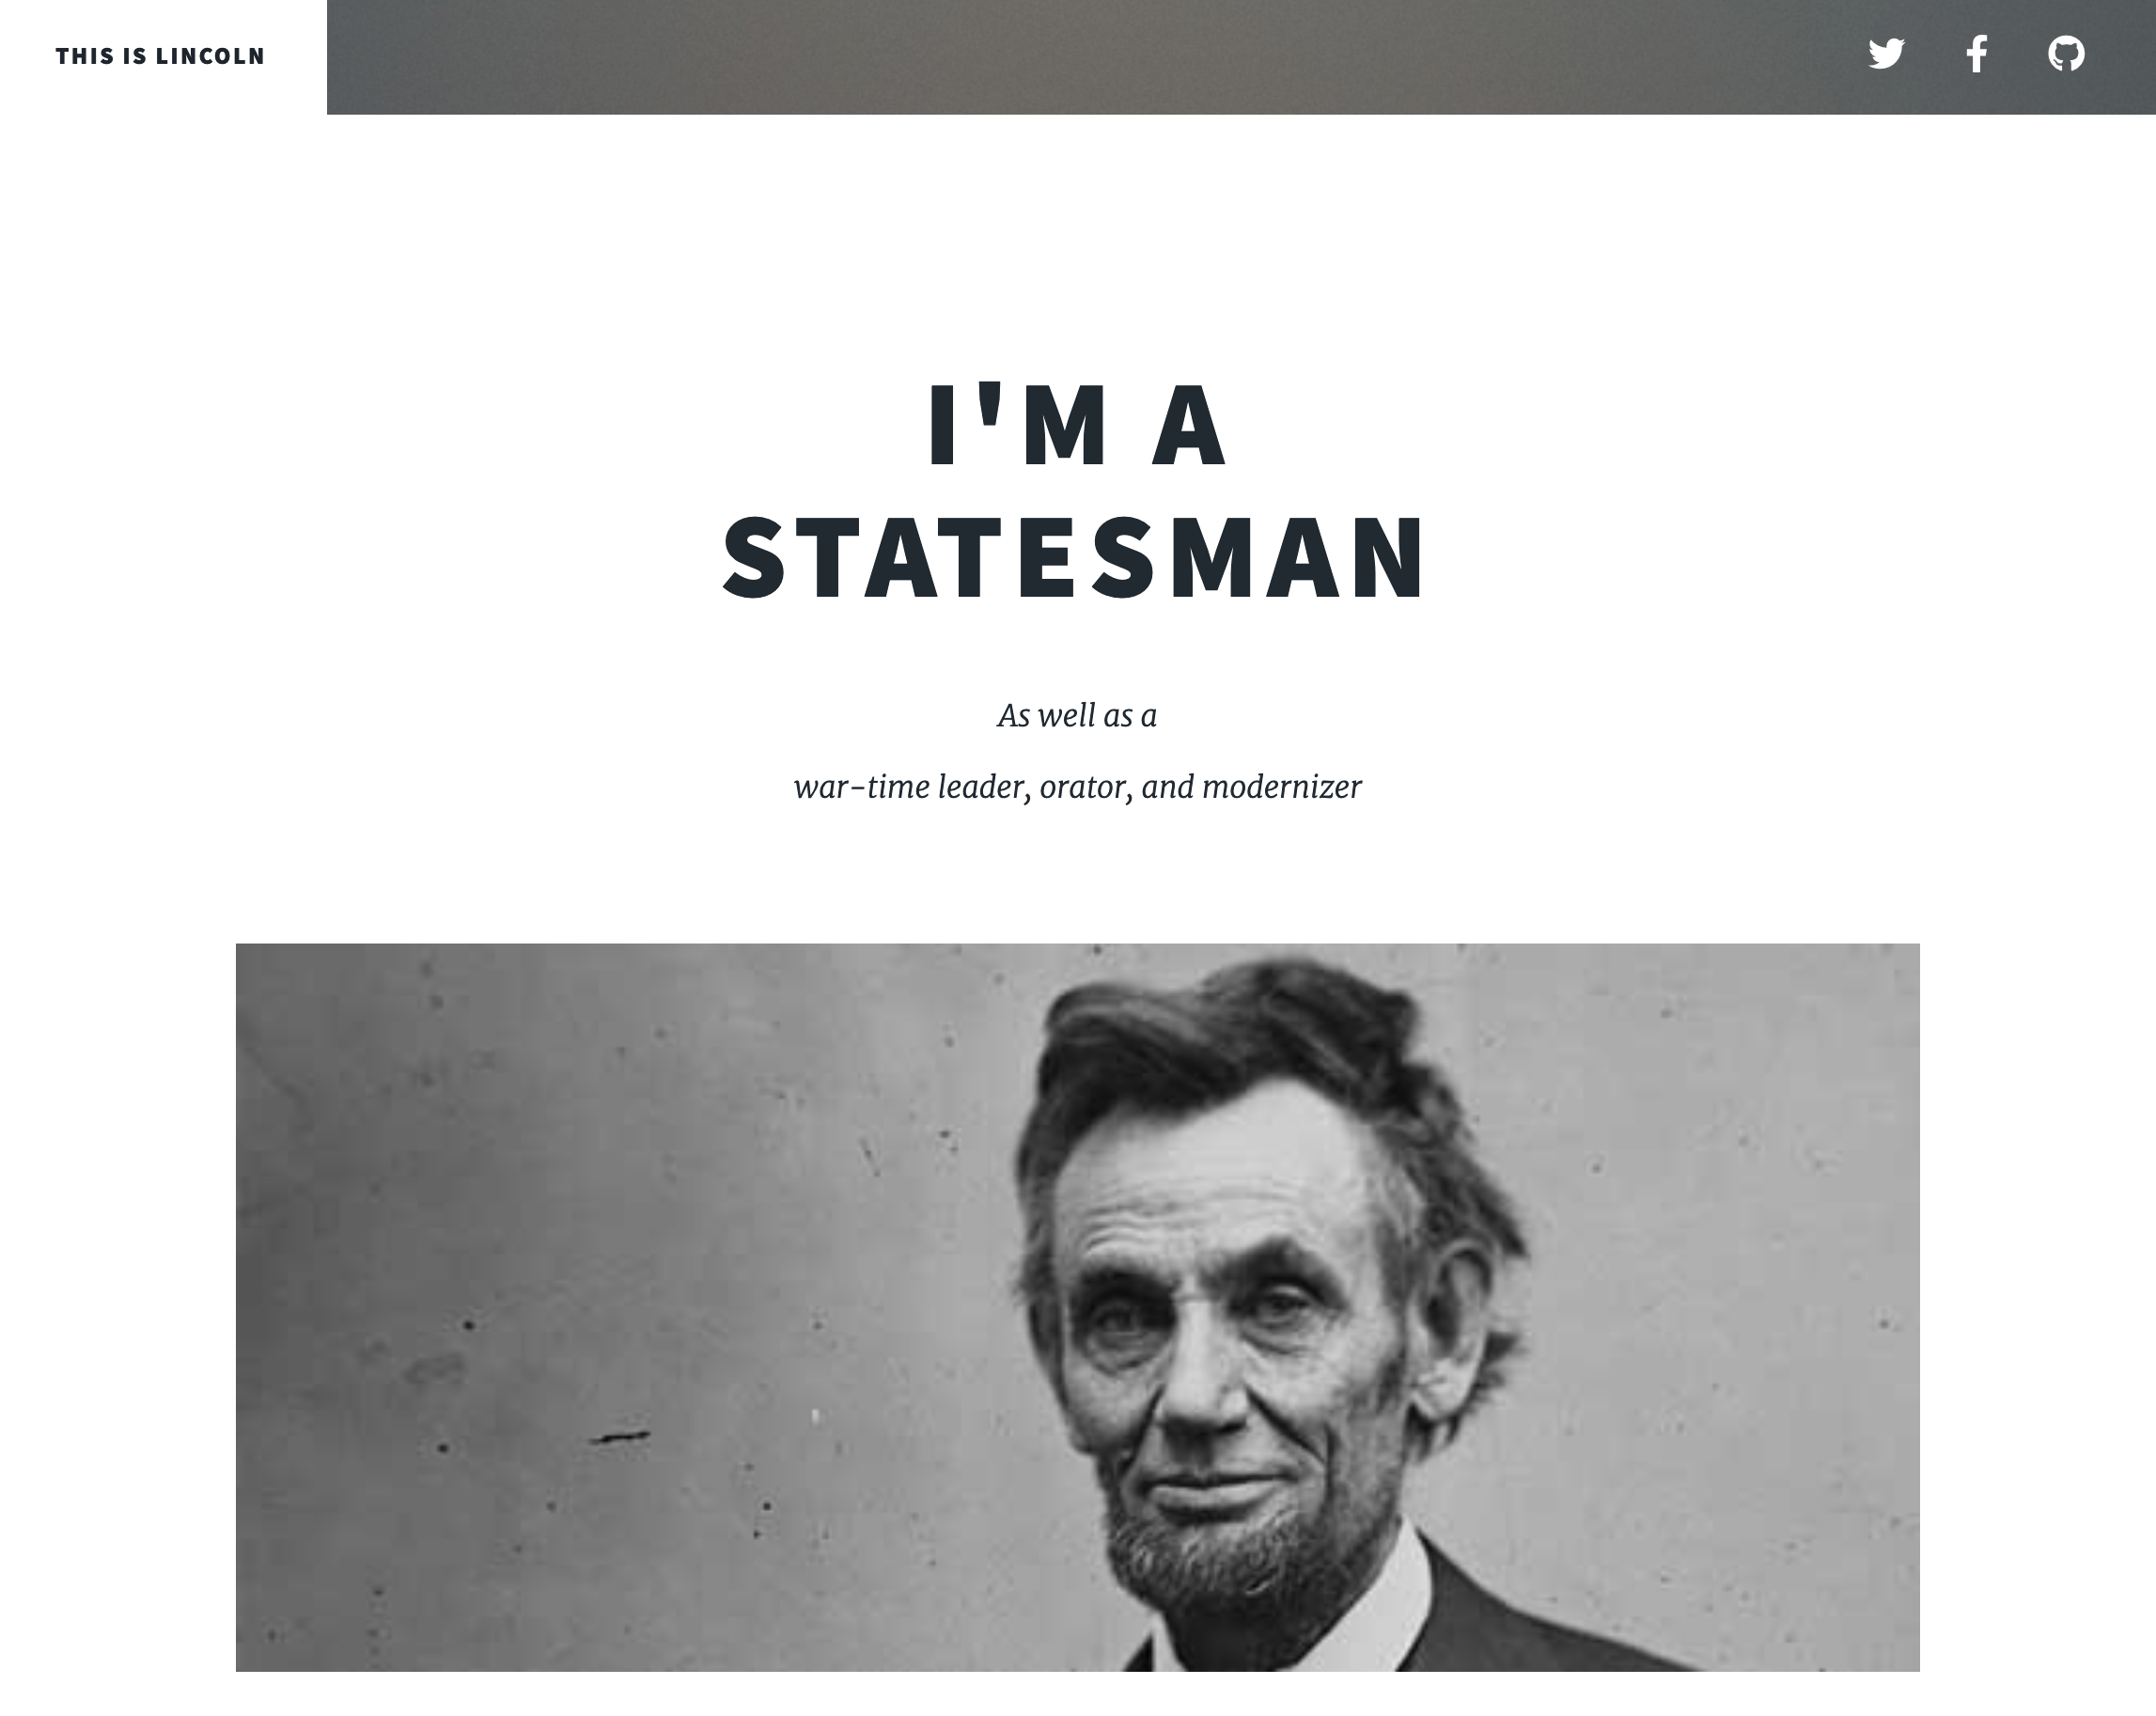 THIS IS LINCOLN
I'M A
STATESMAN
As well as a
war-time leader, orator, and modernizer